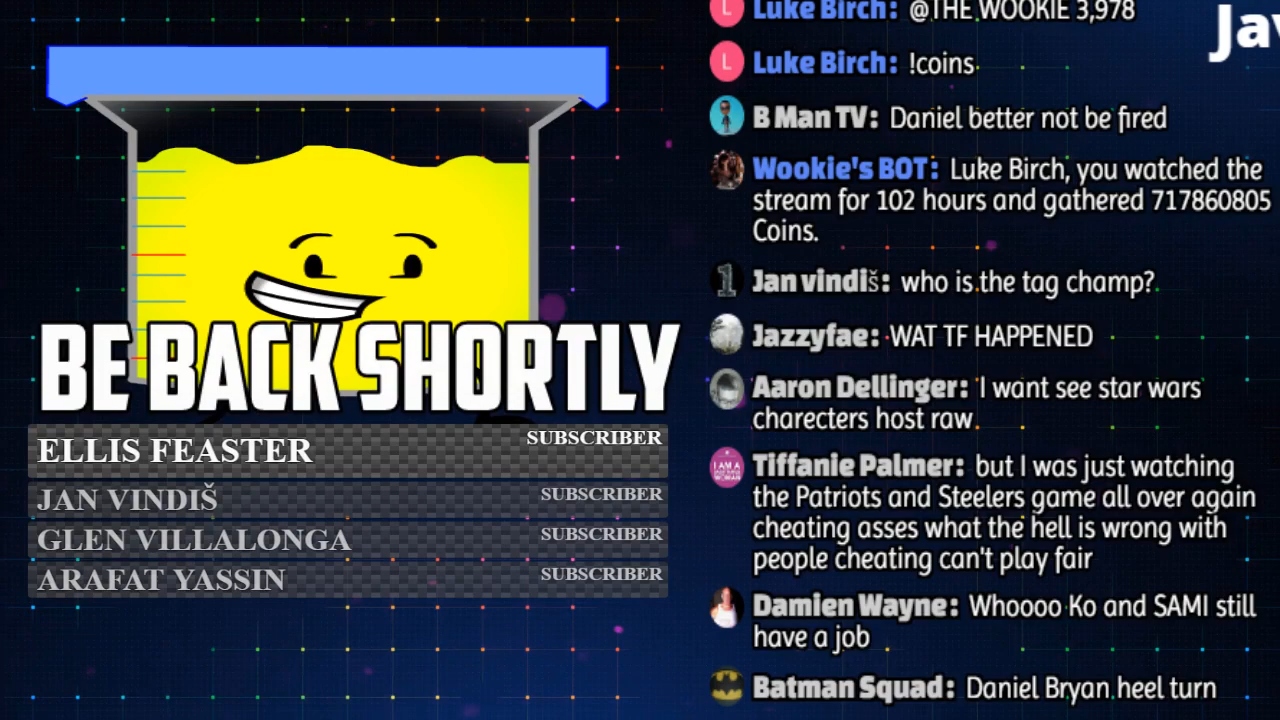 BE BACK SHORTLY
ELLIS FEASTER SUBSCRIBER
JAN VINDIŠ SUBSCRIBER
GLEN VILLALONGA SUBSCRIBER
ARAFAT YASSIN SUBSCRIBER
L Luke Birch: @THE WOOKIE 3,978
Jav
L Luke Birch: !coins
B Man TV: Daniel better not be fired
Wookie's BOT: Luke Birch, you watched the
stream for 102 hours and gathered 717860805
Coins.
Jan vindiš: who is the tag champ?
Jazzyfae: WAT TF HAPPENED
Aaron Dellinger: I want see star wars
charecters host raw
Tiffanie Palmer: but I was just watching
the Patriots and Steelers game all over again
cheating asses what the hell is wrong with
people cheating can't play fair
Damien Wayne: Whoooo Ko and SAMI still
have a job
Batman Squad: Daniel Bryan heel turn